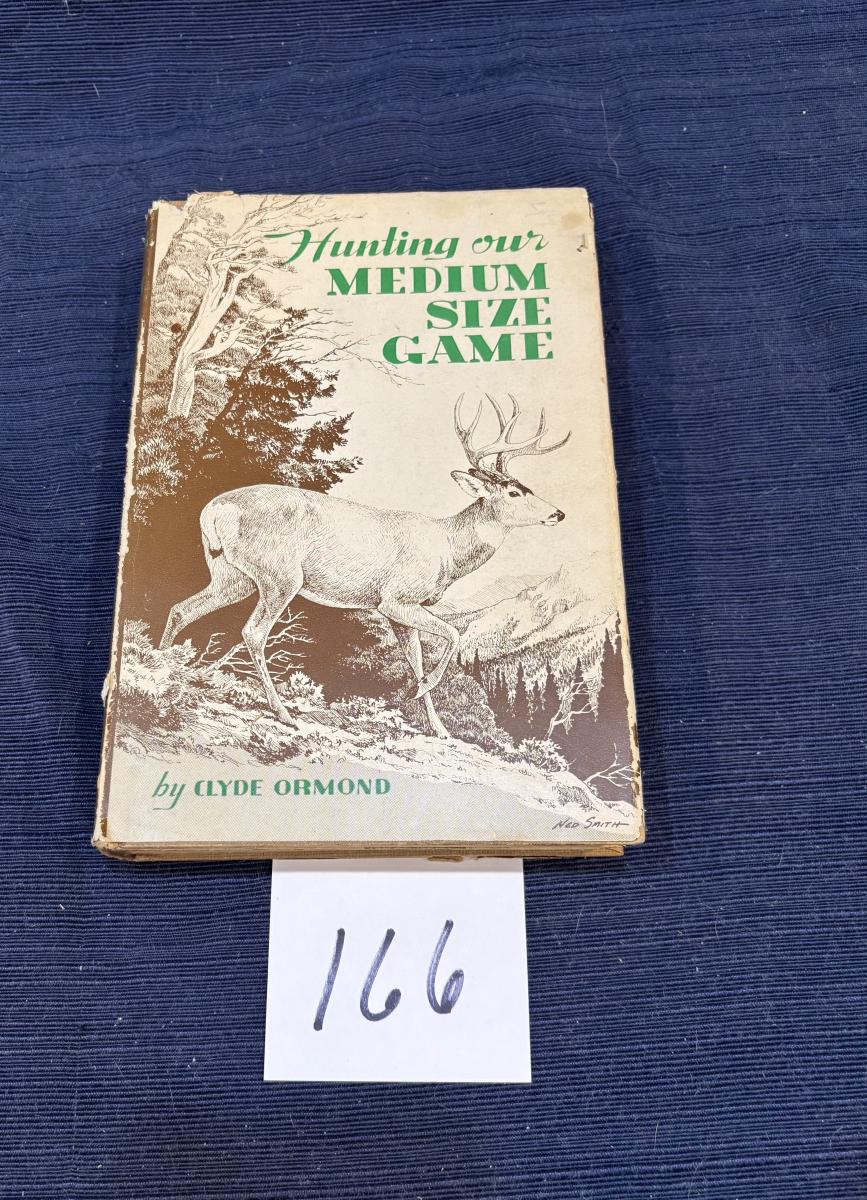 Hunting our
MEDIUM
SIZE
GAME
by CLYDE ORMOND
NED SMITH
166